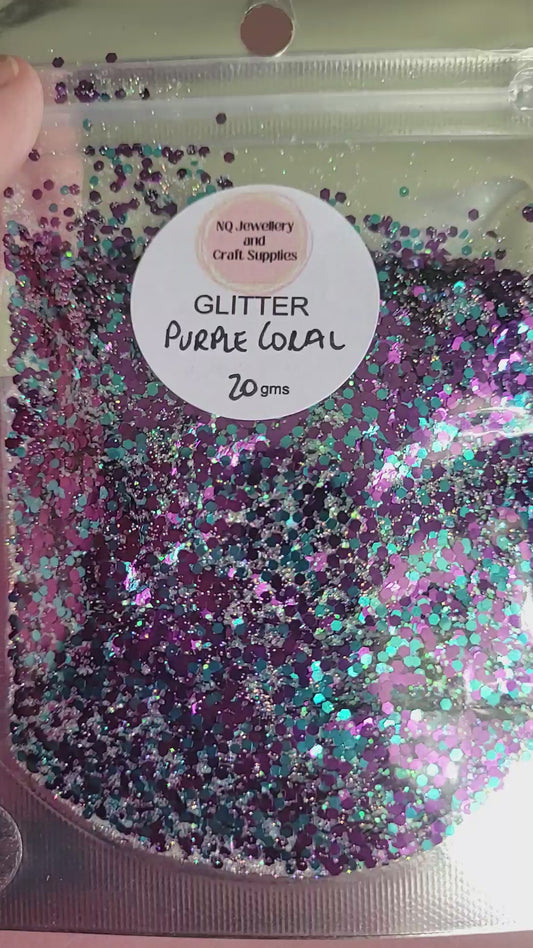 NQ Jewellery
and
Craft Supplies
GLITTER
PURPLE CORAL
20 gms